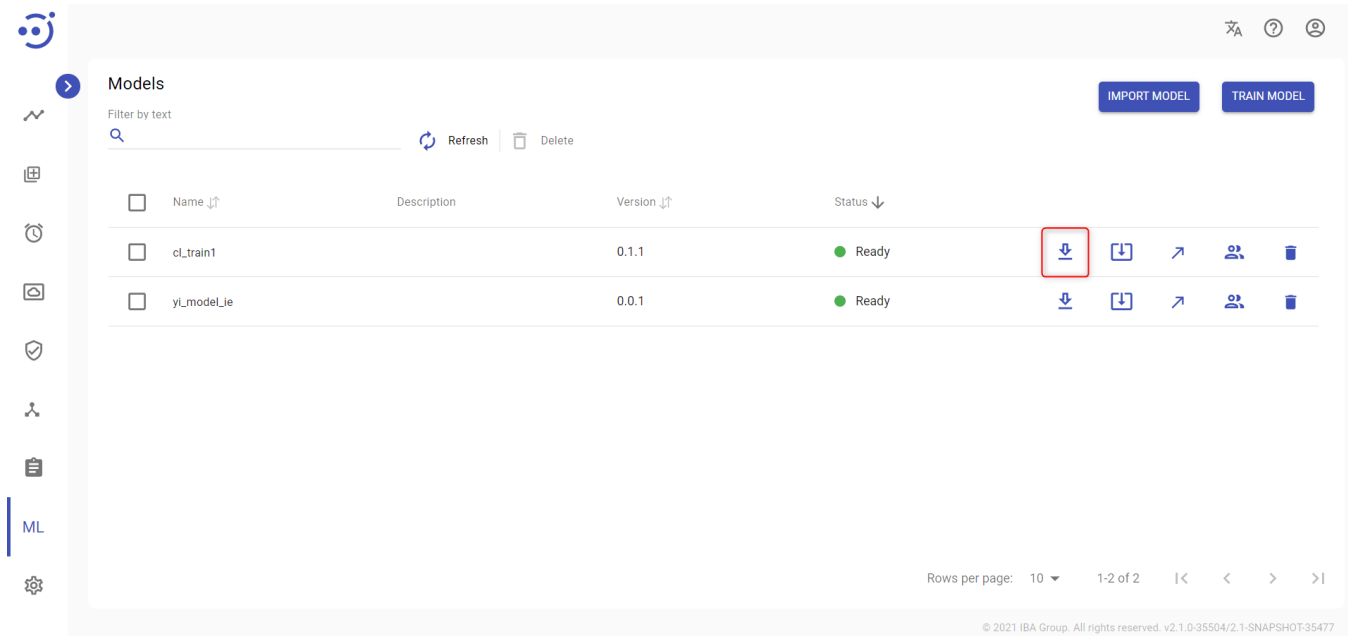 Models
IMPORT MODEL
TRAIN MODEL
Filter by text
Refresh
Delete
Name
Description
Version
Status
cl_train1
0.1.1
Ready
yi_model_ie
0.0.1
Ready
ML
Rows per page: 10 1-2 of 2
© 2021 IBA Group. All rights reserved. v2.1.0-35504/2.1-SNAPSHOT-35477